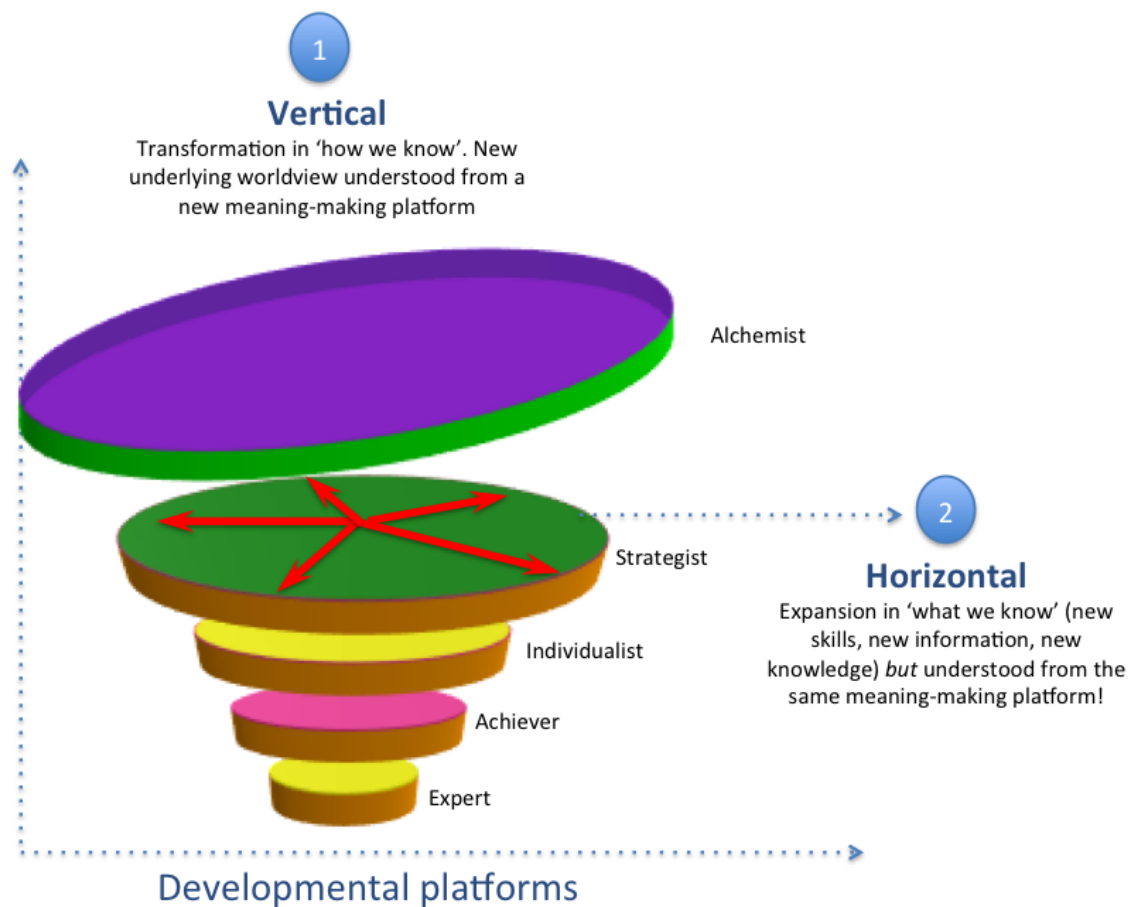 1
Vertical
Transformation in ‘how we know’. New
underlying worldview understood from a
new meaning-making platform
Alchemist
2
Strategist
Horizontal
Expansion in ‘what we know’ (new
skills, new information, new
knowledge) but understood from the
same meaning-making platform!
Individualist
Achiever
Expert
Developmental platforms